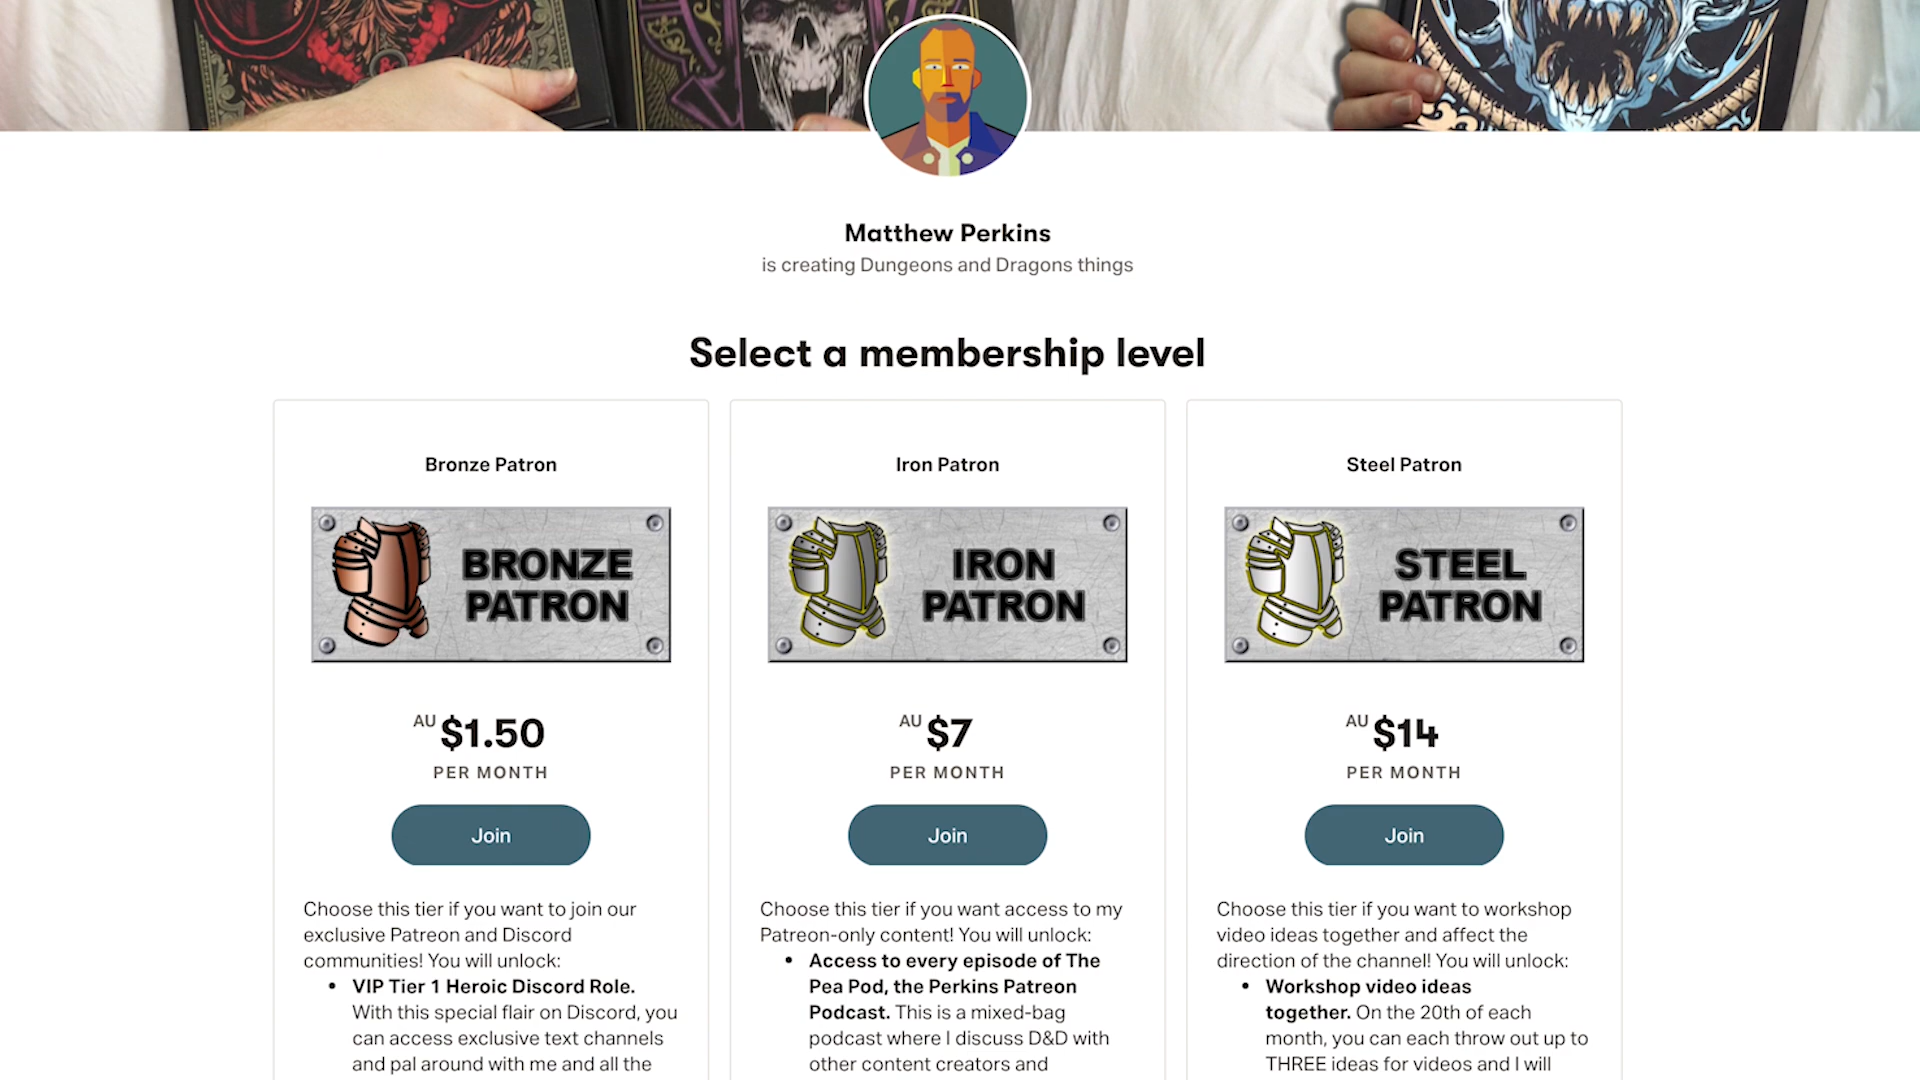 Matthew Perkins
is creating Dungeons and Dragons things
Select a membership level
Bronze Patron
BRONZE
PATRON
AU $1.50
PER MONTH
Join
Choose this tier if you want to join our
exclusive Patreon and Discord
communities! You will unlock:
• VIP Tier 1 Heroic Discord Role.
With this special flair on Discord, you
can access exclusive text channels
and pal around with me and all the
Iron Patron
IRON
PATRON
AU $7
PER MONTH
Join
Choose this tier if you want access to my
Patreon-only content! You will unlock:
• Access to every episode of The
Pea Pod, the Perkins Patreon
Podcast. This is a mixed-bag
podcast where I discuss D&D with
other content creators and
Steel Patron
STEEL
PATRON
AU $14
PER MONTH
Join
Choose this tier if you want to workshop
video ideas together and affect the
direction of the channel! You will unlock:
• Workshop video ideas
together. On the 20th of each
month, you can each throw out up to
THREE ideas for videos and I will